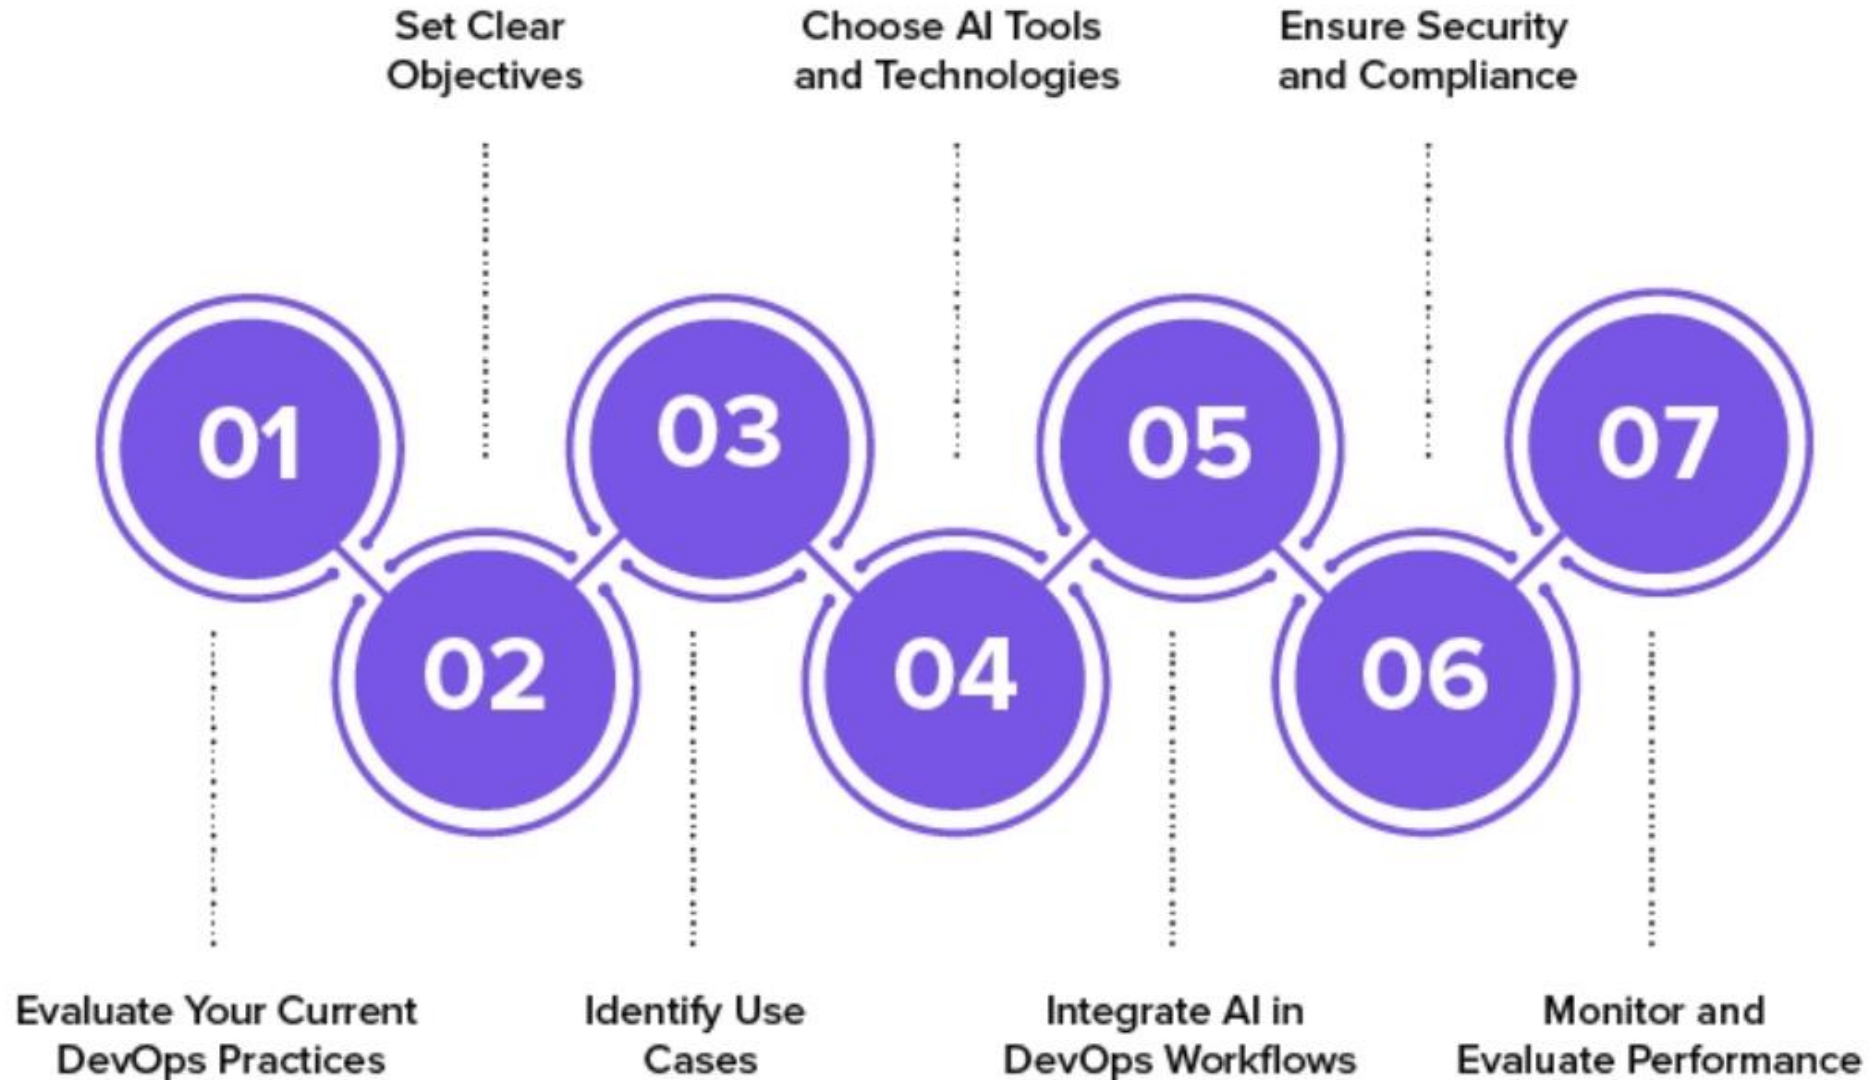 Set Clear
Objectives
Choose AI Tools
and Technologies
Ensure Security
and Compliance
01
02
03
04
05
06
07
Evaluate Your Current
DevOps Practices
Identify Use
Cases
Integrate AI in
DevOps Workflows
Monitor and
Evaluate Performance